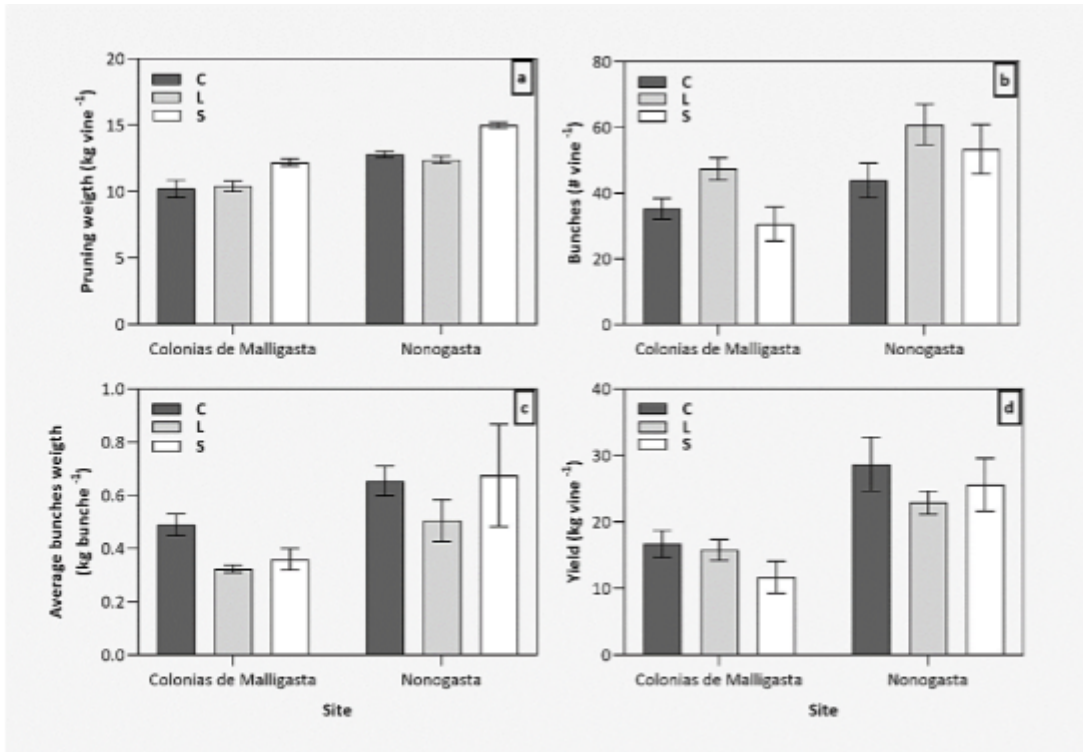 Pruning weigth (kg vine ⁻¹)
20
15
10
5
0
C
L
S
a
Colonias de Malligasta
Nonogasta
Bunches (# vine ⁻¹)
80
60
40
20
0
C
L
S
b
Colonias de Malligasta
Nonogasta
Average bunches weigth
(kg bunche ⁻¹)
1.0
0.8
0.6
0.4
0.2
0.0
C
L
S
c
Colonias de Malligasta
Nonogasta
Site
Yield (kg vine ⁻¹)
40
30
20
10
0
C
L
S
d
Colonias de Malligasta
Nonogasta
Site